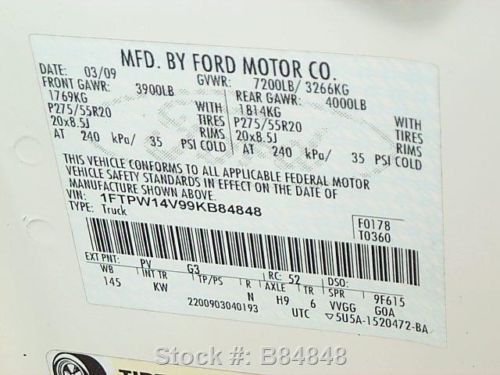 MFD. BY FORD MOTOR CO.
DATE: 03/09 GVWR: 7200LB/ 3266KG
FRONT GAWR: 3900LB REAR GAWR: 4000LB
1769KG WITH 1814KG WITH
P275/55R20 TIRES P275/55R20 TIRES
20x8.5J RIMS 20x8.5J RIMS
AT 240 kPa/ 35 PSI COLD AT 240 kPa/ 35 PSI COLD
THIS VEHICLE CONFORMS TO ALL APPLICABLE FEDERAL MOTOR
VEHICLE SAFETY STANDARDS IN EFFECT ON THE DATE OF
MANUFACTURE SHOWN ABOVE.
VIN: 1FTPW14V99KB84848
TYPE: Truck
F0178
T0360
EXT PNT: PV G3 RC: 52 DSO:
WB INT TR TP/PS R AXLE TR SPR 9F615
145 KW N H9 6 VVGG GOA
2200903040193 UTC 5U5A-1520472-BA
Stock #: B84848